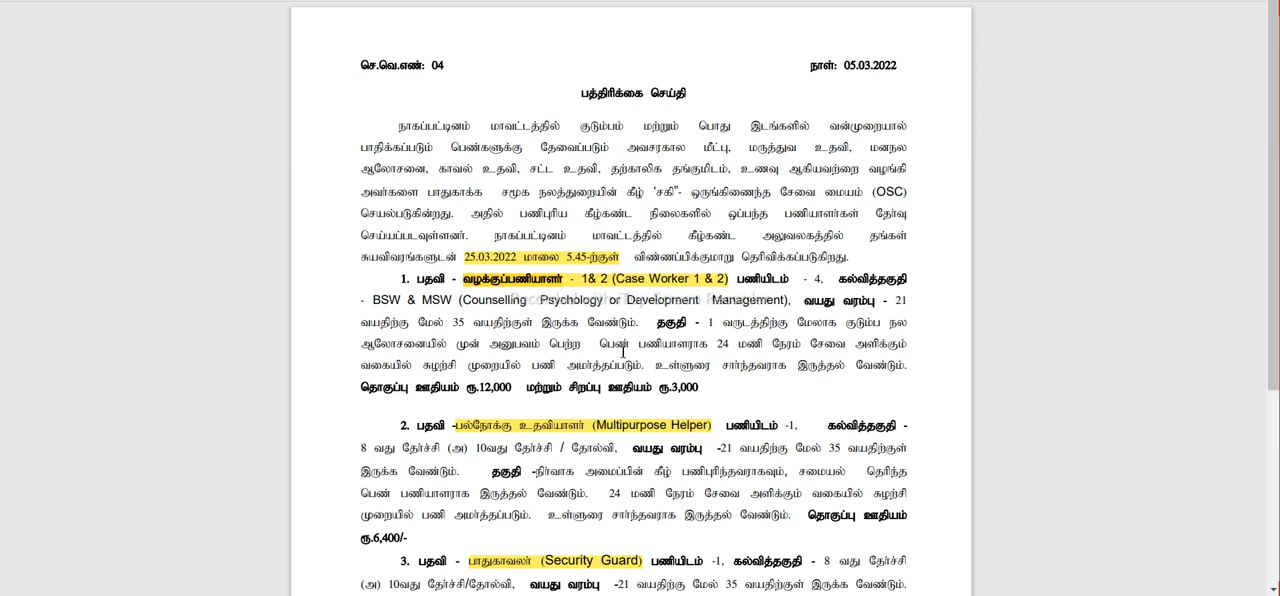 செ.வெ.எண்: 04 நாள்: 05.03.2022
பத்திரிக்கை செய்தி
நாகப்பட்டினம் மாவட்டத்தில் குடும்பம் மற்றும் பொது இடங்களில் வன்முறையால்
பாதிக்கப்படும் பெண்களுக்கு தேவைப்படும் அவசரகால மீட்பு, மருத்துவ உதவி, மனநல
ஆலோசனை, காவல் உதவி, சட்ட உதவி, தற்காலிக தங்குமிடம், உணவு ஆகியவற்றை வழங்கி
அவர்களை பாதுகாக்க சமூக நலத்துறையின் கீழ் 'சகி"- ஒருங்கிணைந்த சேவை மையம் (OSC)
செயல்படுகின்றது. அதில் பணிபுரிய கீழ்கண்ட நிலைகளில் ஒப்பந்த பணியாளர்கள் தேர்வு
செய்யப்படவுள்ளனர். நாகப்பட்டினம் மாவட்டத்தில் கீழ்கண்ட அலுவலகத்தில் தங்கள்
சுயவிவரங்களுடன் 25.03.2022 மாலை 5.45-ற்குள் விண்ணப்பிக்குமாறு தெரிவிக்கப்படுகிறது.
1. பதவி - வழக்குப்பணியாளர் - 1& 2 (Case Worker 1 & 2) பணியிடம் - 4, கல்வித்தகுதி
- BSW & MSW (Counselling Psychology or Development Management), வயது வரம்பு - 21
வயதிற்கு மேல் 35 வயதிற்குள் இருக்க வேண்டும். தகுதி - 1 வருடத்திற்கு மேலாக குடும்ப நல
ஆலோசனையில் முன் அனுபவம் பெற்ற பெண் பணியாளராக 24 மணி நேரம் சேவை அளிக்கும்
வகையில் சுழற்சி முறையில் பணி அமர்த்தப்படும். உள்ளுரை சார்ந்தவராக இருத்தல் வேண்டும்.
தொகுப்பு ஊதியம் ரூ.12,000 மற்றும் சிறப்பு ஊதியம் ரூ.3,000
2. பதவி -பல்நோக்கு உதவியாளர் (Multipurpose Helper) பணியிடம் -1, கல்வித்தகுதி -
8 வது தேர்ச்சி (அ) 10வது தேர்ச்சி / தோல்வி, வயது வரம்பு -21 வயதிற்கு மேல் 35 வயதிற்குள்
இருக்க வேண்டும். தகுதி -நிர்வாக அமைப்பின் கீழ் பணிபுரிந்தவராகவும், சமையல் தெரிந்த
பெண் பணியாளராக இருத்தல் வேண்டும். 24 மணி நேரம் சேவை அளிக்கும் வகையில் சுழற்சி
முறையில் பணி அமர்த்தப்படும். உள்ளுரை சார்ந்தவராக இருத்தல் வேண்டும். தொகுப்பு ஊதியம்
ரூ.6,400/-
3. பதவி - பாதுகாவலர் (Security Guard) பணியிடம் -1, கல்வித்தகுதி - 8 வது தேர்ச்சி
(அ) 10வது தேர்ச்சி/தோல்வி, வயது வரம்பு -21 வயதிற்கு மேல் 35 வயதிற்குள் இருக்க வேண்டும்.